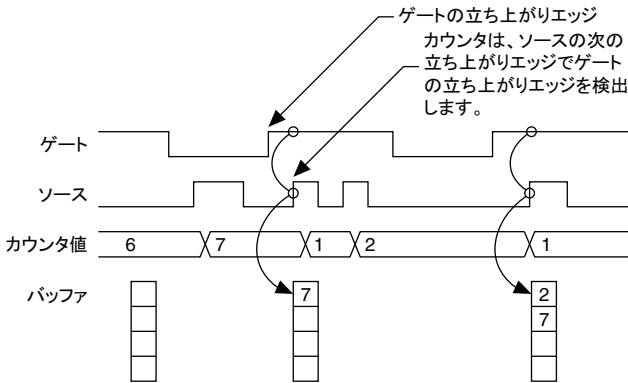 ゲートの立ち上がりエッジ
カウンタは、ソースの次の
立ち上がりエッジでゲート
の立ち上がりエッジを検出
します。
ゲート
ソース
カウンタ値 6 7 1 2 1
バッファ 7 2
7